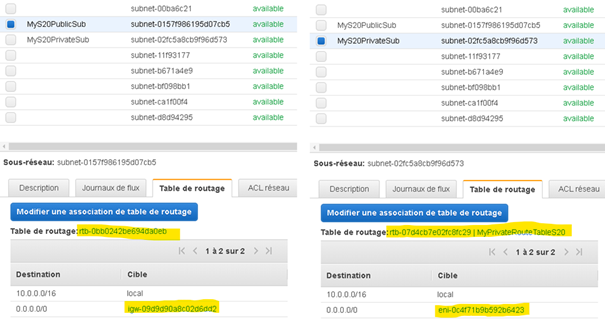 subnet-00ba6c21 available
MyS20PublicSub subnet-0157f986195d07cb5 available
MyS20PrivateSub subnet-02fc5a8cb9f96d573 available
subnet-11f93177 available
subnet-b671a4e9 available
subnet-bf098bb1 available
subnet-ca1f00f4 available
subnet-d8d94295 available
Sous-réseau: subnet-0157f986195d07cb5
Description Journaux de flux Table de routage ACL réseau
Modifier une association de table de routage
Table de routage: rtb-0bb0242be694da0eb
1 à 2 sur 2
Destination Cible
10.0.0.0/16 local
0.0.0.0/0 igw-09d9d90a8c02d6dd2
subnet-00ba6c21 available
MyS20PublicSub subnet-0157f986195d07cb5 available
MyS20PrivateSub subnet-02fc5a8cb9f96d573 available
subnet-11f93177 available
subnet-b671a4e9 available
subnet-bf098bb1 available
subnet-ca1f00f4 available
subnet-d8d94295 available
Sous-réseau: subnet-02fc5a8cb9f96d573
Description Journaux de flux Table de routage ACL réseau
Modifier une association de table de routage
Table de routage: rtb-07d4cb7e02fc8fc29 | MyPrivateRouteTableS20
1 à 2 sur 2
Destination Cible
10.0.0.0/16 local
0.0.0.0/0 eni-0c4f71b9b592b6423